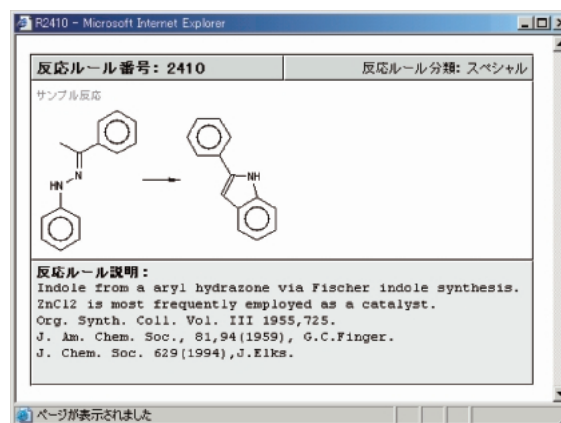 R2410 - Microsoft Internet Explorer
反応ルール番号: 2410
反応ルール分類: スペシャル
サンプル反応
N
HN
NH
反応ルール説明:
Indole from a aryl hydrazone via Fischer indole synthesis.
ZnCl2 is most frequently employed as a catalyst.
Org. Synth. Coll. Vol. III 1955,725.
J. Am. Chem. Soc., 81,94(1959), G.C.Finger.
J. Chem. Soc. 629(1994),J.Elks.
ページが表示されました